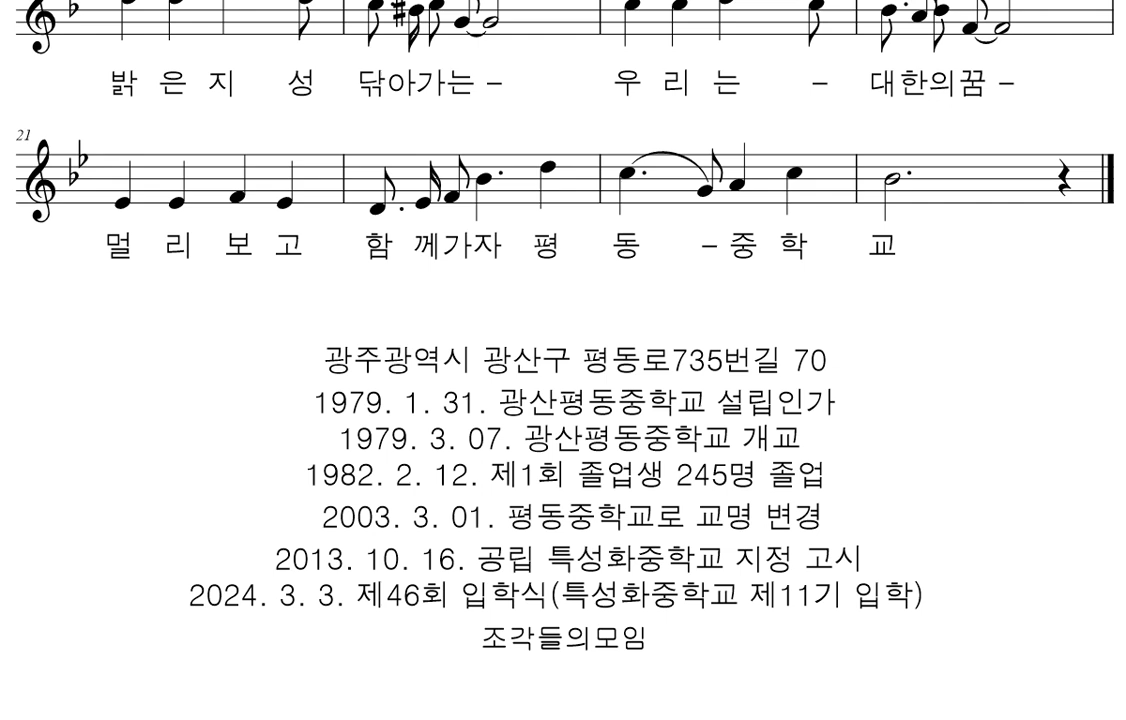 밝 은 지 성 닦아가는 – 우 리 는 – 대한의꿈 –
21
멀 리 보 고 함 께가자 평 동 – 중 학 교
광주광역시 광산구 평동로735번길 70
1979. 1. 31. 광산평동중학교 설립인가
1979. 3. 07. 광산평동중학교 개교
1982. 2. 12. 제1회 졸업생 245명 졸업
2003. 3. 01. 평동중학교로 교명 변경
2013. 10. 16. 공립 특성화중학교 지정 고시
2024. 3. 3. 제46회 입학식(특성화중학교 제11기 입학)
조각들의모임